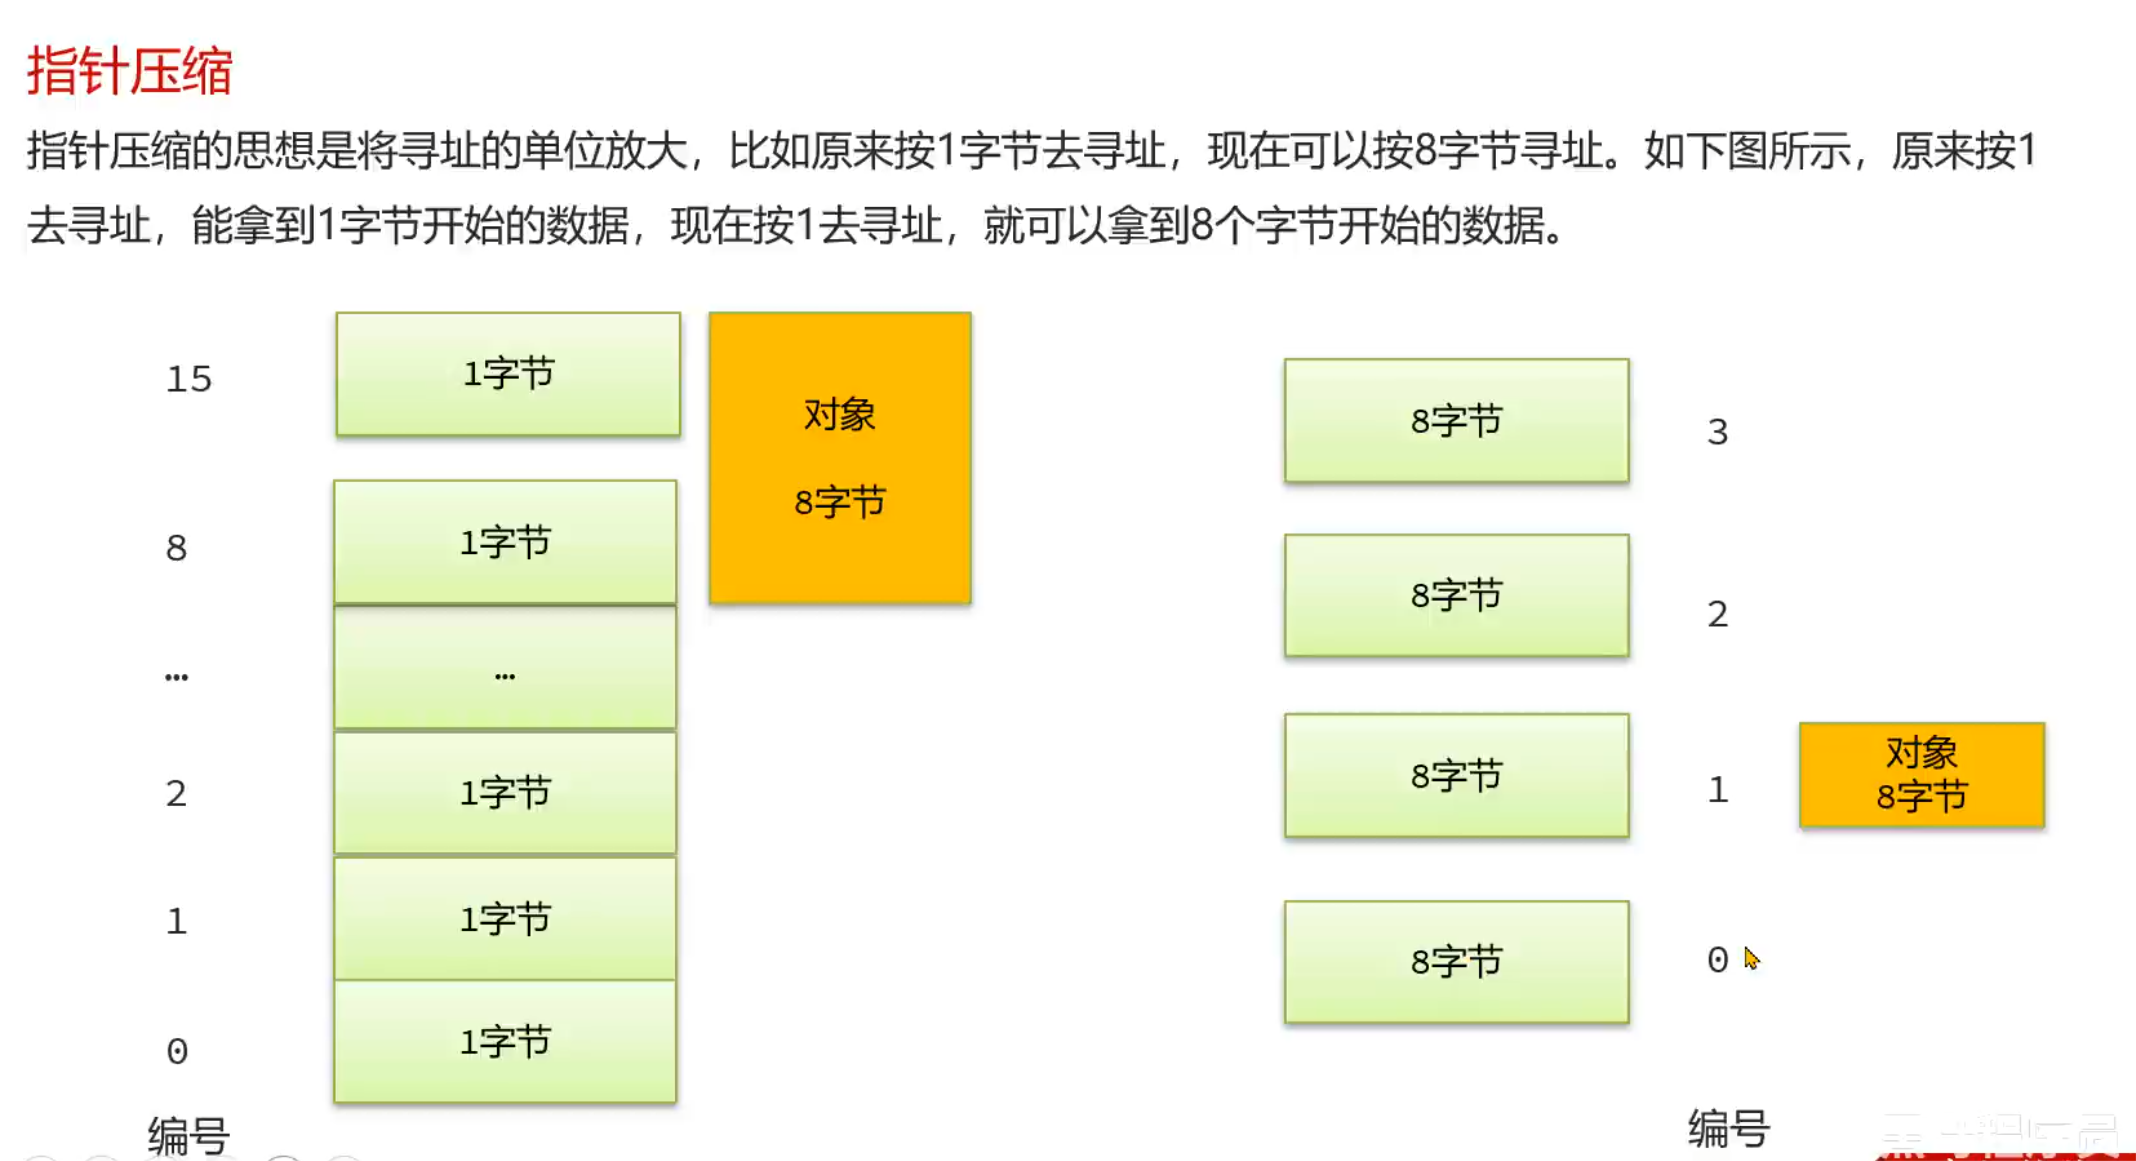 指针压缩
指针压缩的思想是将寻址的单位放大，比如原来按1字节去寻址，现在可以按8字节寻址。如下图所示，原来按1
去寻址，能拿到1字节开始的数据，现在按1去寻址，就可以拿到8个字节开始的数据。
15
1字节
对象
8字节
8
1字节
…
…
2
1字节
1
1字节
0
1字节
编号
8字节
3
8字节
2
8字节
1
对象
8字节
8字节
0
编号